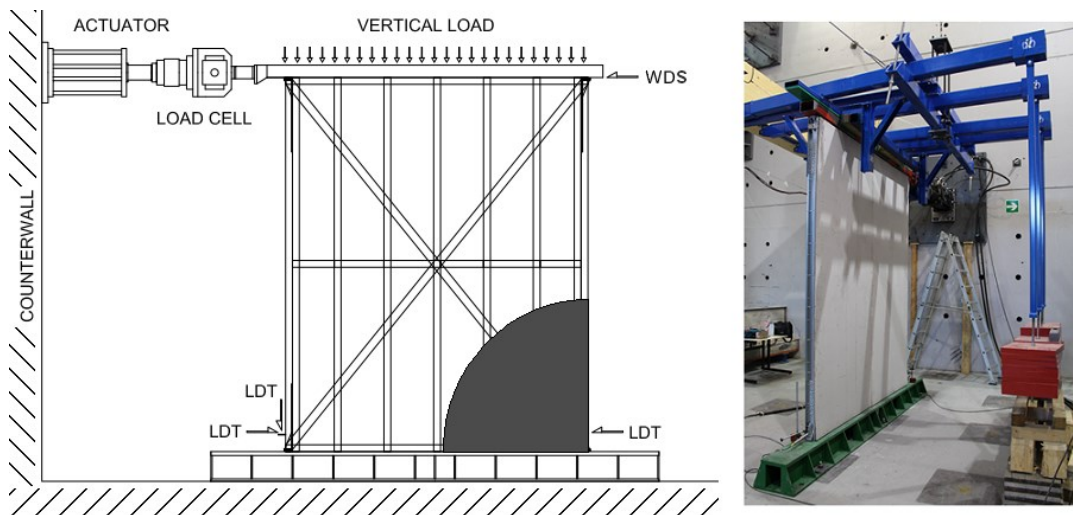 ACTUATOR
VERTICAL LOAD
WDS
LOAD CELL
COUNTERWALL
LDT
LDT
LDT